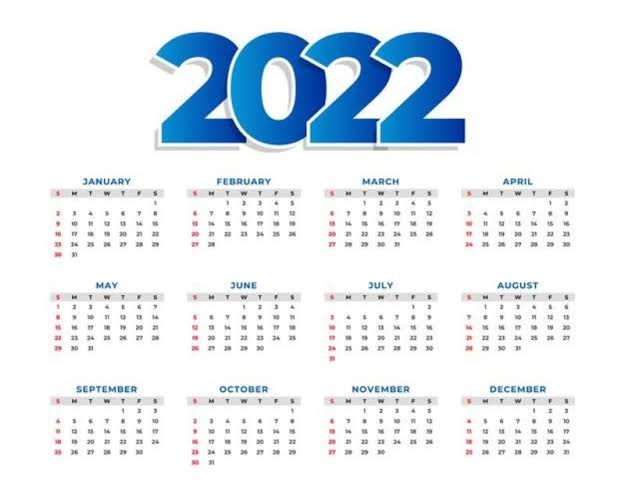 2022
JANUARY
S M T W T F S
1
2 3 4 5 6 7 8
9 10 11 12 13 14 15
16 17 18 19 20 21 22
23 24 25 26 27 28 29
30 31
FEBRUARY
S M T W T F S
1 2 3 4 5
6 7 8 9 10 11 12
13 14 15 16 17 18 19
20 21 22 23 24 25 26
27 28
MARCH
S M T W T F S
1 2 3 4 5
6 7 8 9 10 11 12
13 14 15 16 17 18 19
20 21 22 23 24 25 26
27 28 29 30 31
APRIL
S M T W T F S
1 2
3 4 5 6 7 8 9
10 11 12 13 14 15 16
17 18 19 20 21 22 23
24 25 26 27 28 29 30
MAY
S M T W T F S
1 2 3 4 5 6 7
8 9 10 11 12 13 14
15 16 17 18 19 20 21
22 23 24 25 26 27 28
29 30 31
JUNE
S M T W T F S
1 2 3 4
5 6 7 8 9 10 11
12 13 14 15 16 17 18
19 20 21 22 23 24 25
26 27 28 29 30
JULY
S M T W T F S
1 2
3 4 5 6 7 8 9
10 11 12 13 14 15 16
17 18 19 20 21 22 23
24 25 26 27 28 29 30
31
AUGUST
S M T W T F S
1 2 3 4 5 6
7 8 9 10 11 12 13
14 15 16 17 18 19 20
21 22 23 24 25 26 27
28 29 30 31
SEPTEMBER
S M T W T F S
1 2 3
4 5 6 7 8 9 10
11 12 13 14 15 16 17
18 19 20 21 22 23 24
25 26 27 28 29 30
OCTOBER
S M T W T F S
1
2 3 4 5 6 7 8
9 10 11 12 13 14 15
16 17 18 19 20 21 22
23 24 25 26 27 28 29
30 31
NOVEMBER
S M T W T F S
1 2 3 4 5
6 7 8 9 10 11 12
13 14 15 16 17 18 19
20 21 22 23 24 25 26
27 28 29 30
DECEMBER
S M T W T F S
1 2 3
4 5 6 7 8 9 10
11 12 13 14 15 16 17
18 19 20 21 22 23 24
25 26 27 28 29 30 31